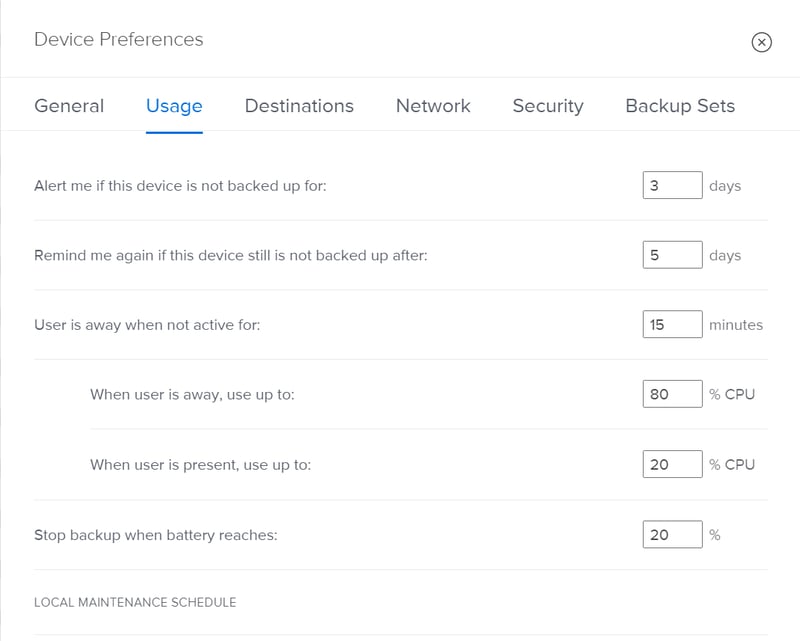 Device Preferences
General Usage Destinations Network Security Backup Sets
Alert me if this device is not backed up for: 3 days
Remind me again if this device still is not backed up after: 5 days
User is away when not active for: 15 minutes
When user is away, use up to: 80 % CPU
When user is present, use up to: 20 % CPU
Stop backup when battery reaches: 20 %
LOCAL MAINTENANCE SCHEDULE